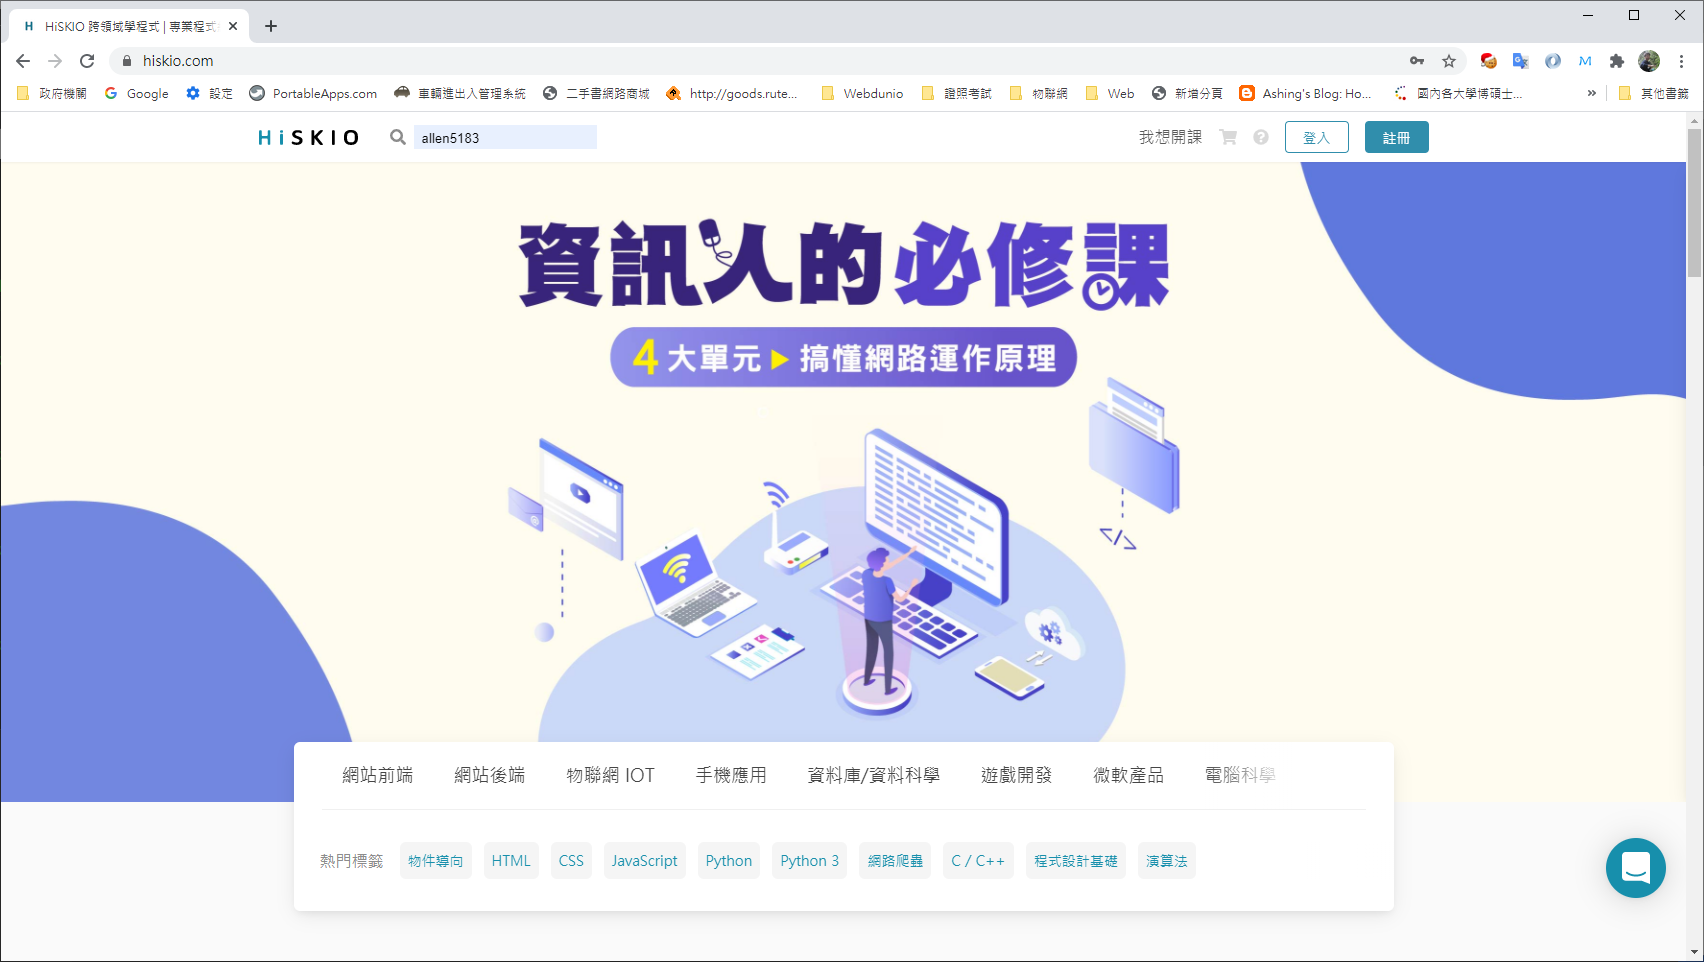 HiSKIO 跨領域學程式 | 專業程式
hiskio.com
政府機關 Google 設定 PortableApps.com 車輛進出入管理系統 二手書網路商城 http://goods.rute... Webdunio 證照考試 物聯網 Web 新增分頁 Ashing's Blog: Ho... 國內各大學博碩士... » 其他書籤
HiSKIO allen5183 我想開課 登入 註冊
資訊人的必修課
4大單元▶搞懂網路運作原理
</>
網站前端 網站後端 物聯網 IOT 手機應用 資料庫/資料科學 遊戲開發 微軟產品 電腦科學
熱門標籤 物件導向 HTML CSS JavaScript Python Python 3 網路爬蟲 C / C++ 程式設計基礎 演算法